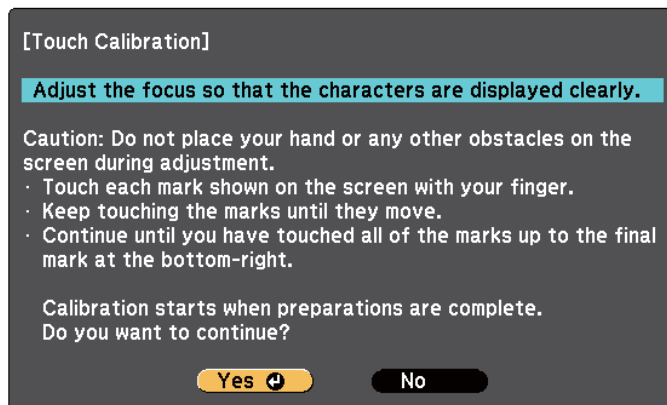 [Touch Calibration]
Adjust the focus so that the characters are displayed clearly.
Caution: Do not place your hand or any other obstacles on the
screen during adjustment.
· Touch each mark shown on the screen with your finger.
· Keep touching the marks until they move.
· Continue until you have touched all of the marks up to the final
mark at the bottom-right.
Calibration starts when preparations are complete.
Do you want to continue?
Yes No